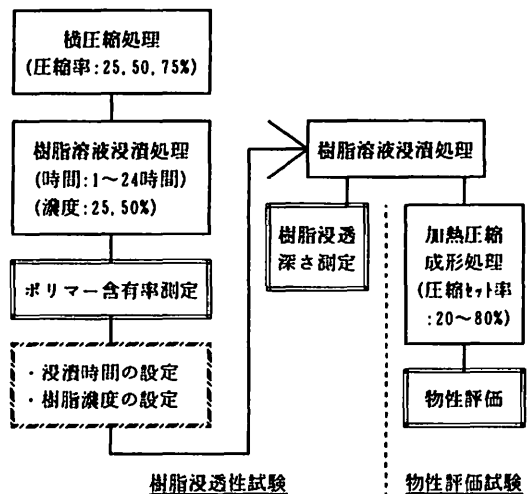 横圧縮処理
(圧縮率:25,50,75%)
樹脂溶液浸漬処理
(時間:1～24時間)
(濃度:25,50%)
ポリマー含有率測定
・浸漬時間の設定
・樹脂濃度の設定
樹脂溶液浸漬処理
樹脂浸透
深さ測定
加熱圧縮
成形処理
(圧縮セット率
:20～80%)
物性評価
樹脂浸透性試験
物性評価試験